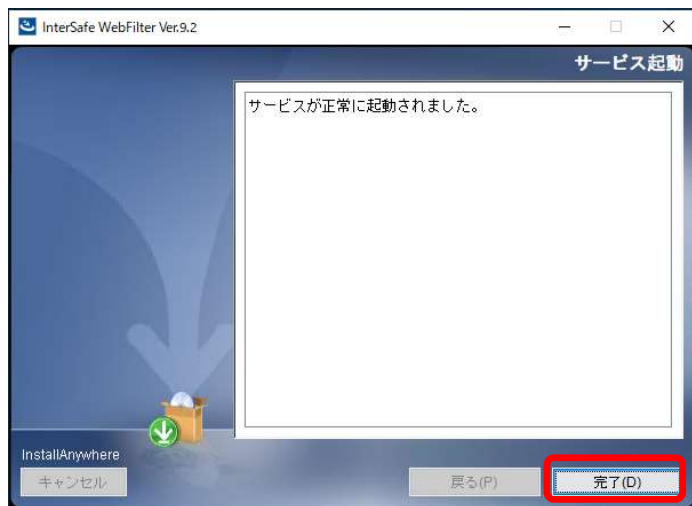 InterSafe WebFilter Ver.9.2
サービス起動
サービスが正常に起動されました。
InstallAnywhere
キャンセル
戻る(P)
完了(D)